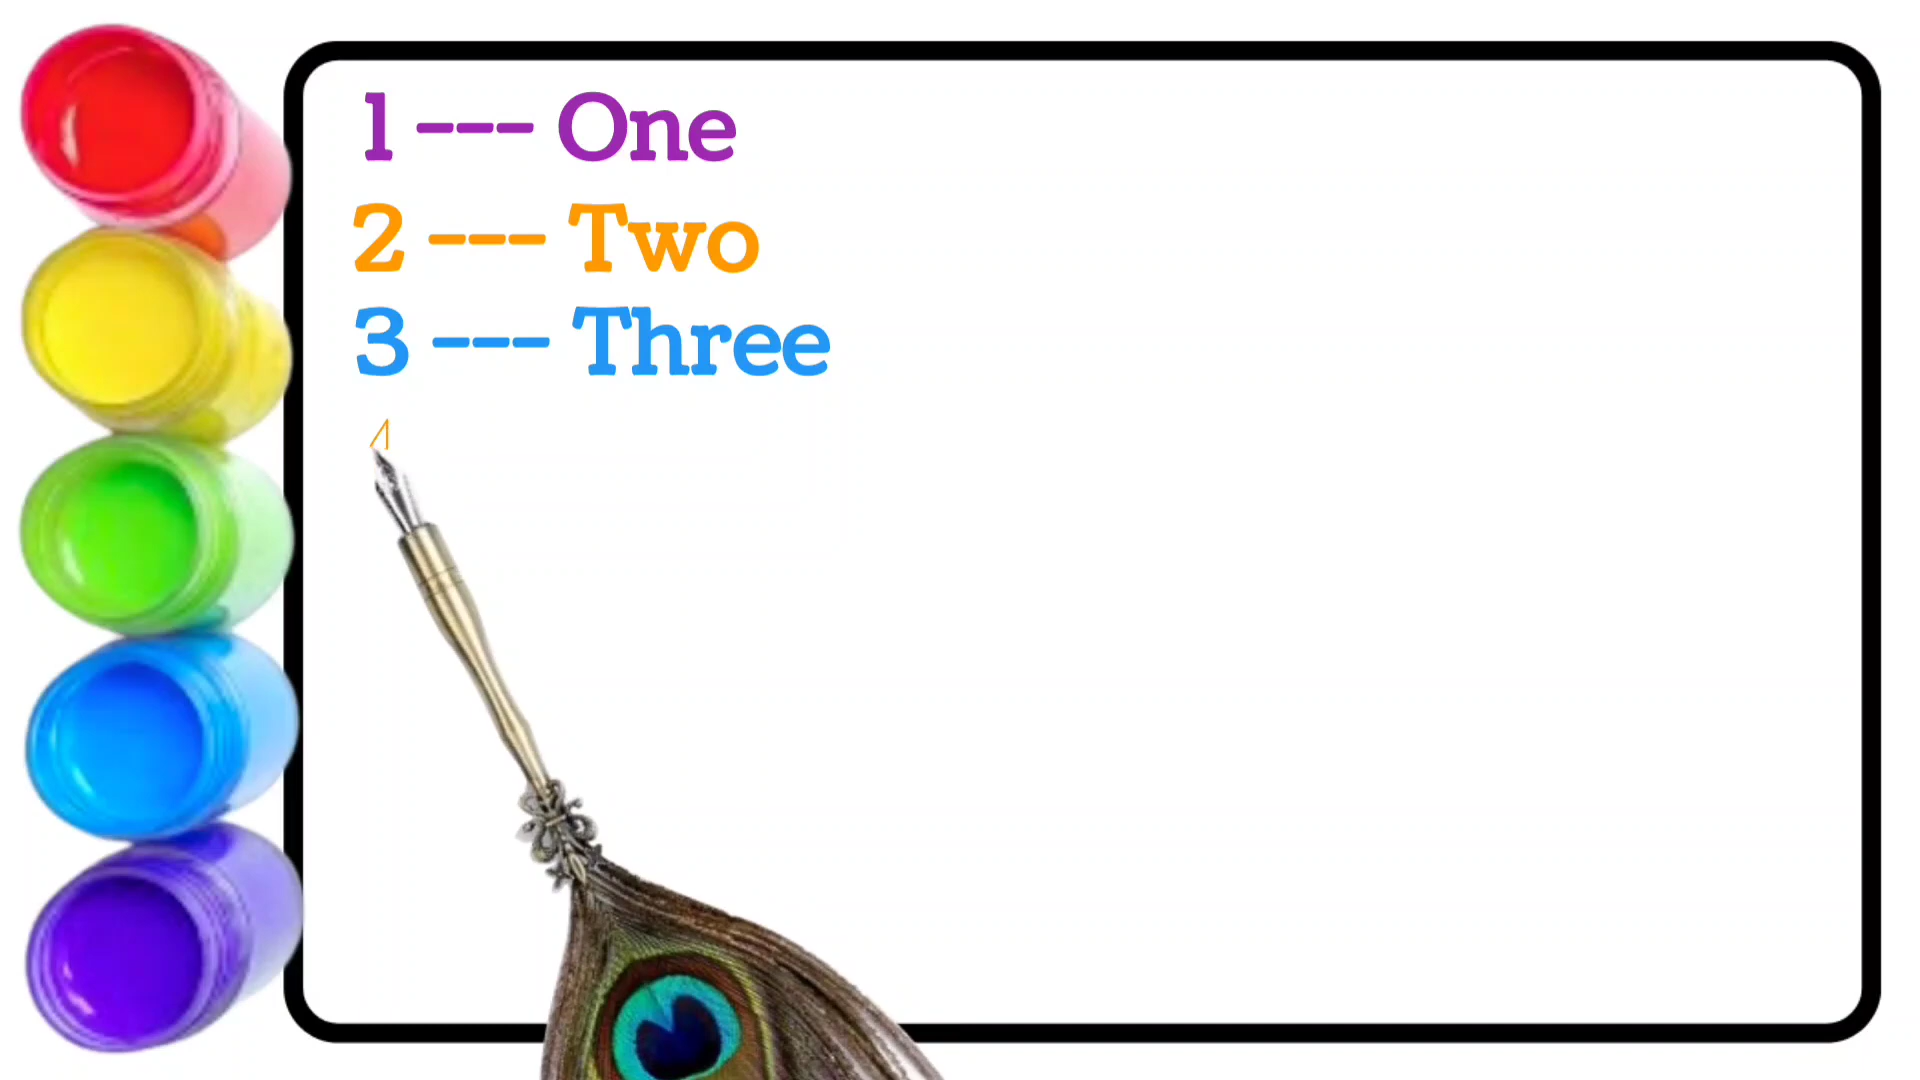 1 --- One
2 --- Two
3 --- Three